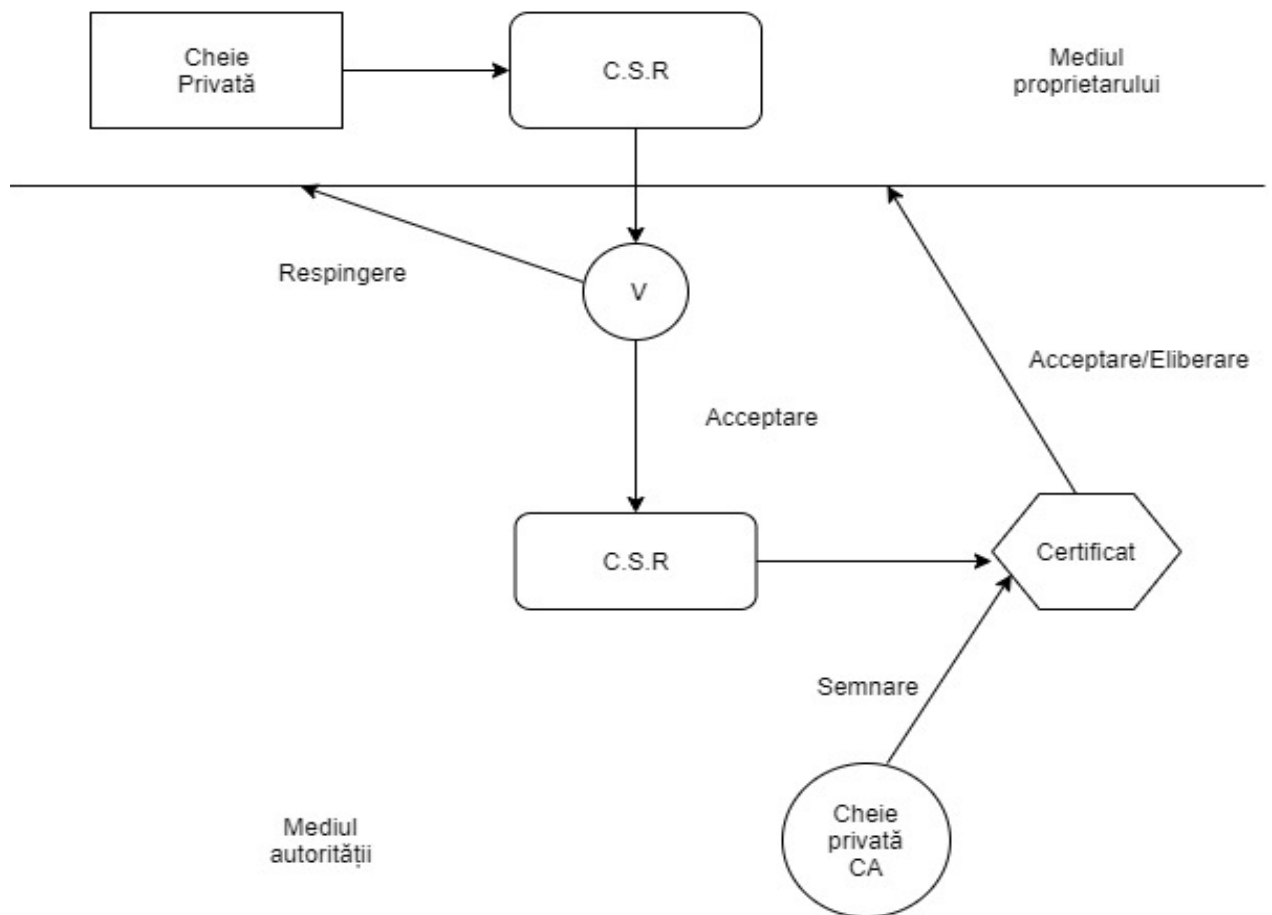 Cheie
Privată
C.S.R
Mediul
proprietarului
Respingere
V
Acceptare/Eliberare
Acceptare
C.S.R
Certificat
Semnare
Cheie
privată
CA
Mediul
autorității